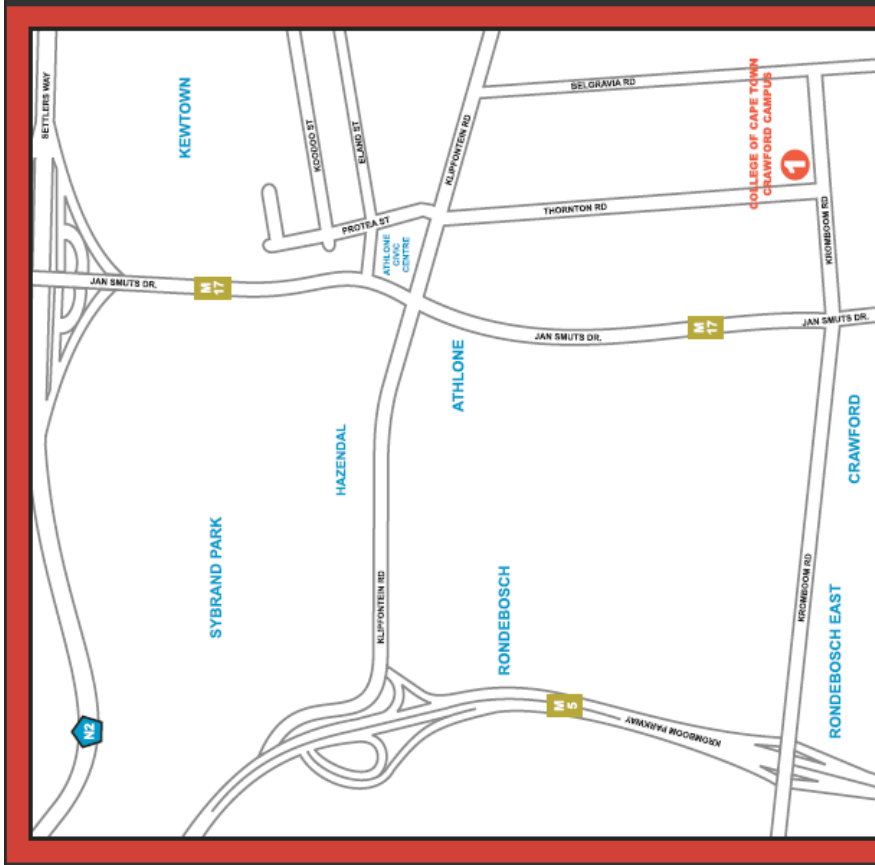 SETTLERS WAY
KEWTOWN
KOODOO ST
ELAND ST
KLIPFONTEIN RD
BELGRAVIA RD
COLLEGE OF CAPE TOWN
CRAWFORD CAMPUS
1
PROTEA ST
THORNTON RD
KROMBOOM RD
ATHLONE
CIVIC
CENTRE
JAN SMUTS DR.
M
17
JAN SMUTS DR.
M
17
JAN SMUTS DR.
ATHLONE
HAZENDAL
CRAWFORD
SYBRAND PARK
KLIPFONTEIN RD
RONDEBOSCH
KROMBOOM RD
RONDEBOSCH EAST
N2
M
5
KROMBOOM PARKWAY